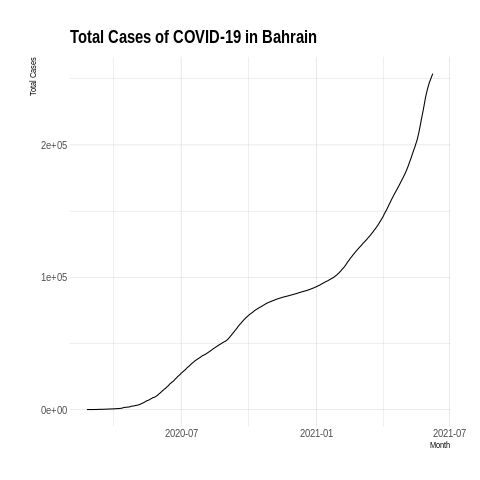 Total Cases of COVID-19 in Bahrain
Total Cases
2e+05
1e+05
0e+00
2020-07
2021-01
2021-07
Month